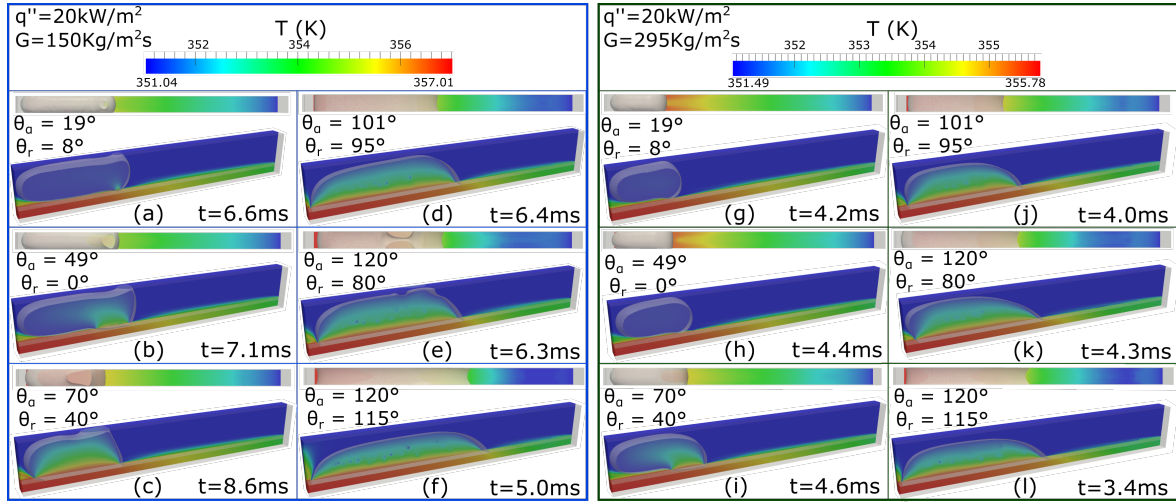 q''=20kW/m²
G=150Kg/m²s
T (K)
352 354 356
351.04 357.01
θa = 19°
θr = 8°
(a) t=6.6ms
θa = 101°
θr = 95°
(d) t=6.4ms
θa = 49°
θr = 0°
(b) t=7.1ms
θa = 120°
θr = 80°
(e) t=6.3ms
θa = 70°
θr = 40°
(c) t=8.6ms
θa = 120°
θr = 115°
(f) t=5.0ms
q''=20kW/m²
G=295Kg/m²s
T (K)
352 353 354 355
351.49 355.78
θa = 19°
θr = 8°
(g) t=4.2ms
θa = 101°
θr = 95°
(j) t=4.0ms
θa = 49°
θr = 0°
(h) t=4.4ms
θa = 120°
θr = 80°
(k) t=4.3ms
θa = 70°
θr = 40°
(i) t=4.6ms
θa = 120°
θr = 115°
(l) t=3.4ms